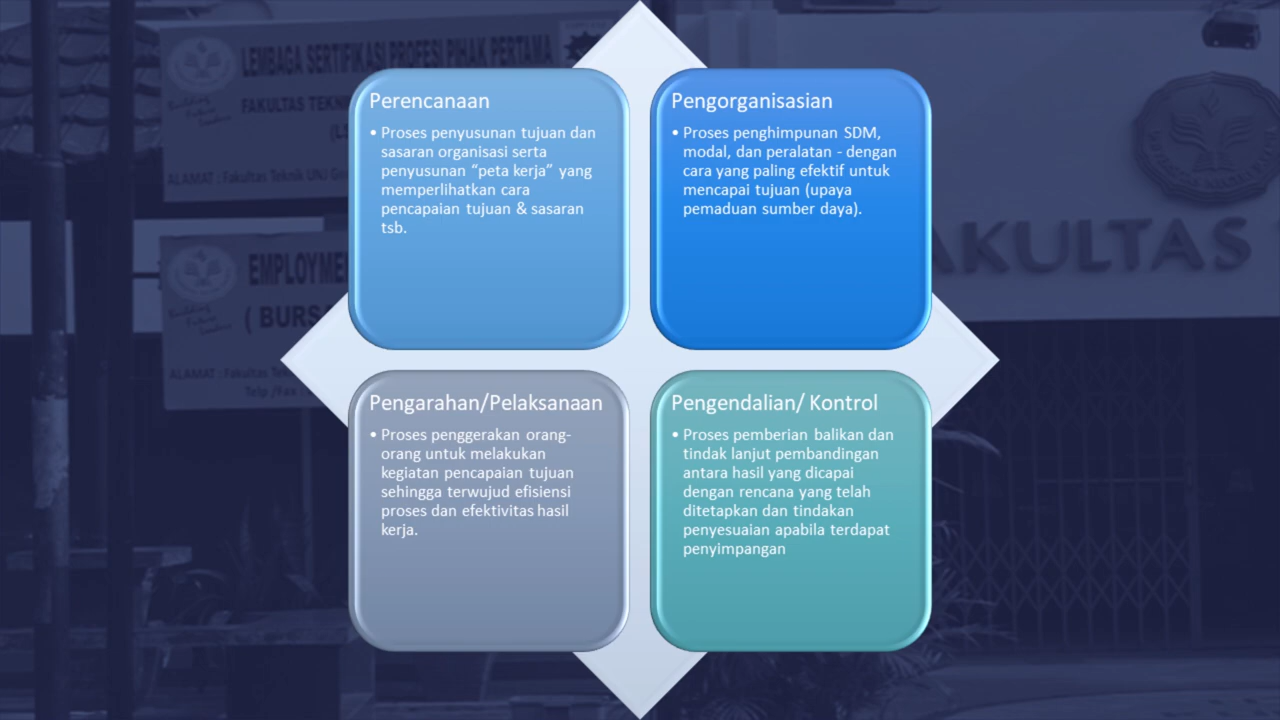 LEMBAGA SERTIFIKASI PROFESI PIHAK PERTAMA
FAKULTAS TEKNIK
ALAMAT : Fakultas Teknik UNJ
EMPLOYME
( BURS
ALAMAT : Fakultas Teknik
Telp /Fax :
AKULTAS
Perencanaan
• Proses penyusunan tujuan dan
sasaran organisasi serta
penyusunan “peta kerja” yang
memperlihatkan cara
pencapaian tujuan & sasaran
tsb.
Pengorganisasian
• Proses penghimpunan SDM,
modal, dan peralatan - dengan
cara yang paling efektif untuk
mencapai tujuan (upaya
pemaduan sumber daya).
Pengarahan/Pelaksanaan
• Proses penggerakan orang-
orang untuk melakukan
kegiatan pencapaian tujuan
sehingga terwujud efisiensi
proses dan efektivitas hasil
kerja.
Pengendalian/ Kontrol
• Proses pemberian balikan dan
tindak lanjut pembandingan
antara hasil yang dicapai
dengan rencana yang telah
ditetapkan dan tindakan
penyesuaian apabila terdapat
penyimpangan